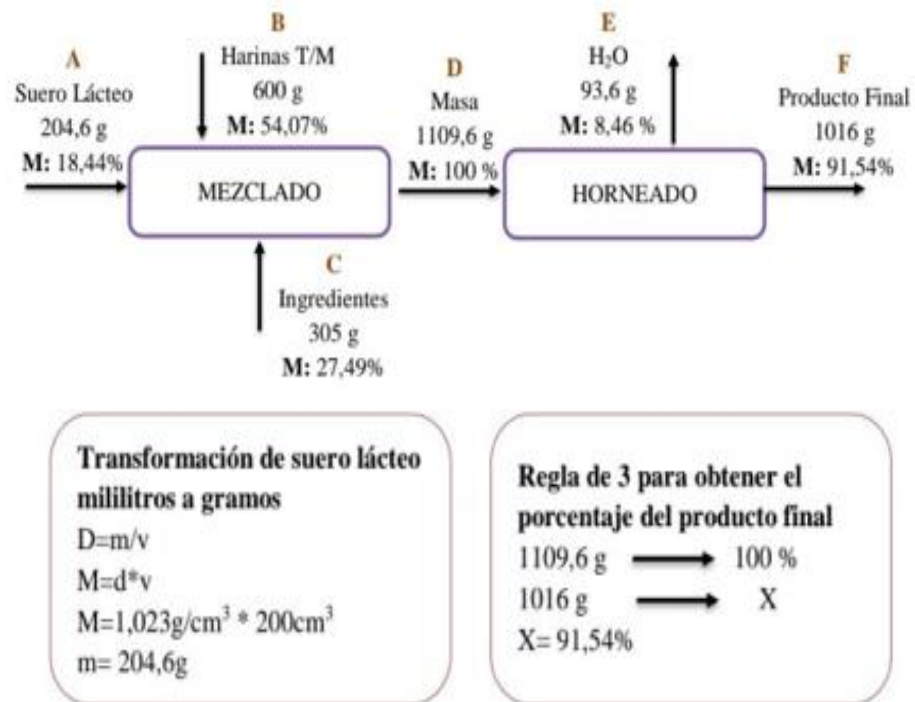 A
Suero Lácteo
204,6 g
M: 18,44%
B
Harinas T/M
600 g
M: 54,07%
MEZCLADO
C
Ingredientes
305 g
M: 27,49%
D
Masa
1109,6 g
M: 100 %
E
H₂O
93,6 g
M: 8,46 %
HORNEADO
F
Producto Final
1016 g
M: 91,54%
Transformación de suero lácteo
mililitros a gramos
D=m/v
M=d*v
M=1,023g/cm³ * 200cm³
m= 204,6g
Regla de 3 para obtener el
porcentaje del producto final
1109,6 g 100 %
1016 g X
X= 91,54%